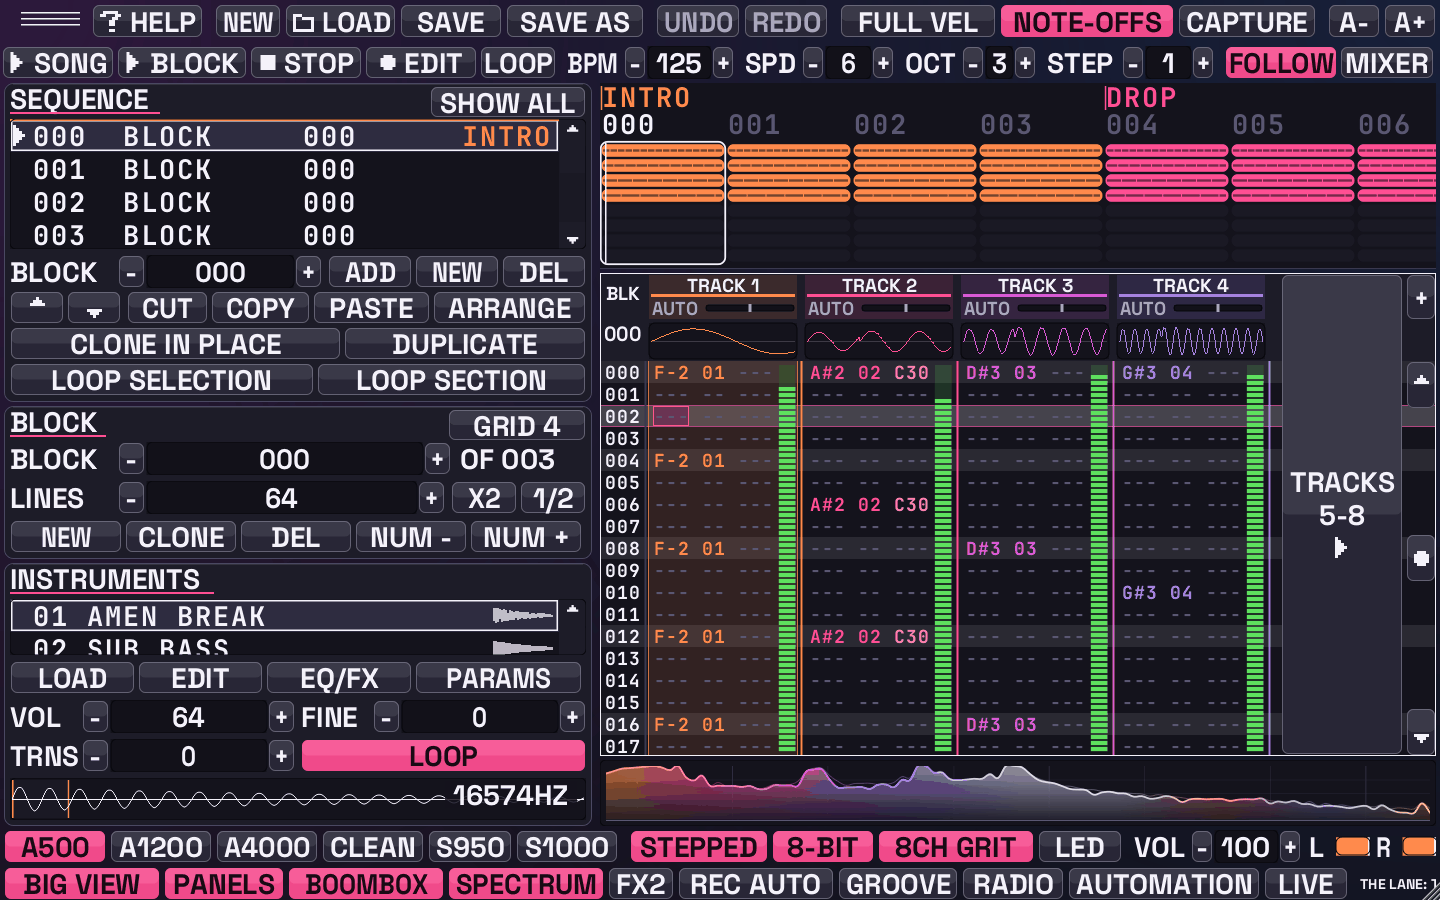 HELP NEW LOAD SAVE SAVE AS UNDO REDO FULL VEL NOTE-OFFS CAPTURE A- A+
SONG BLOCK STOP EDIT LOOP BPM - 125 + SPD - 6 + OCT - 3 + STEP - 1 + FOLLOW MIXER
SEQUENCE SHOW ALL
000 BLOCK 000 INTRO
001 BLOCK 000
002 BLOCK 000
003 BLOCK 000
BLOCK - 000 + ADD NEW DEL
CUT COPY PASTE ARRANGE
CLONE IN PLACE DUPLICATE
LOOP SELECTION LOOP SECTION
BLOCK GRID 4
BLOCK - 000 + OF 003
LINES - 64 + X2 1/2
NEW CLONE DEL NUM - NUM +
INSTRUMENTS
01 AMEN BREAK
02 SUB BASS
LOAD EDIT EQ/FX PARAMS
VOL - 64 + FINE - 0 +
TRNS - 0 + LOOP
16574HZ
INTRO DROP
000 001 002 003 004 005 006
BLK TRACK 1 TRACK 2 TRACK 3 TRACK 4 +
AUTO AUTO AUTO AUTO
000
000 F-2 01 --- A#2 02 C30 D#3 03 --- G#3 04 ---
001 --- -- --- --- -- --- --- -- --- --- -- ---
002 ---
003 --- -- --- --- -- --- --- -- --- --- -- ---
004 F-2 01 --- --- -- --- --- -- --- --- -- ---
005 --- -- --- --- -- --- --- -- --- --- -- ---
006 --- -- --- A#2 02 C30 --- -- --- --- -- ---
007 --- -- --- --- -- --- --- -- --- --- -- ---
008 F-2 01 --- --- -- --- D#3 03 --- --- -- ---
009 --- -- --- --- -- --- --- -- --- --- -- ---
010 --- -- --- --- -- --- --- -- --- G#3 04 ---
011 --- -- --- --- -- --- --- -- --- --- -- ---
012 F-2 01 --- A#2 02 C30 --- -- --- --- -- ---
013 --- -- --- --- -- --- --- -- --- --- -- ---
014 --- -- --- --- -- --- --- -- --- --- -- ---
015 --- -- --- --- -- --- --- -- --- --- -- ---
016 F-2 01 --- --- -- --- D#3 03 --- --- -- ---
017 --- -- --- --- -- --- --- -- --- --- -- ---
TRACKS
5-8
A500 A1200 A4000 CLEAN S950 S1000 STEPPED 8-BIT 8CH GRIT LED VOL - 100 + L R
BIG VIEW PANELS BOOMBOX SPECTRUM FX2 REC AUTO GROOVE RADIO AUTOMATION LIVE THE LANE: